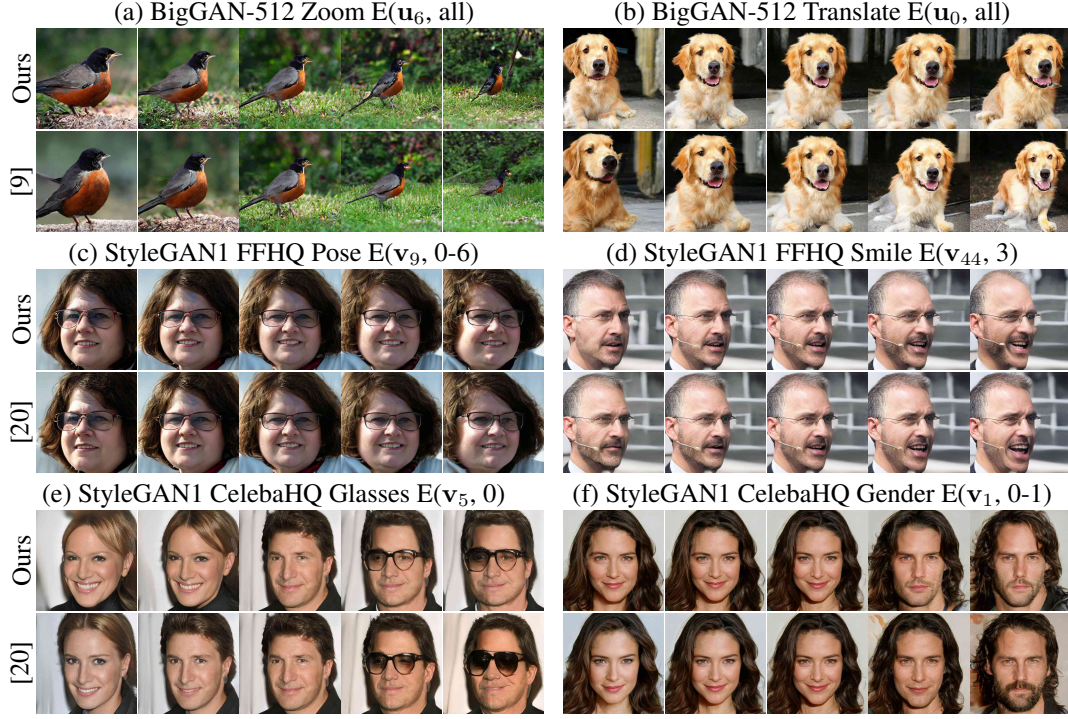 (a) BigGAN-512 Zoom E(u₆, all)
Ours
[9]
(b) BigGAN-512 Translate E(u₀, all)
(c) StyleGAN1 FFHQ Pose E(v₉, 0-6)
Ours
[20]
(d) StyleGAN1 FFHQ Smile E(v₄₄, 3)
(e) StyleGAN1 CelebaHQ Glasses E(v₅, 0)
Ours
[20]
(f) StyleGAN1 CelebaHQ Gender E(v₁, 0-1)